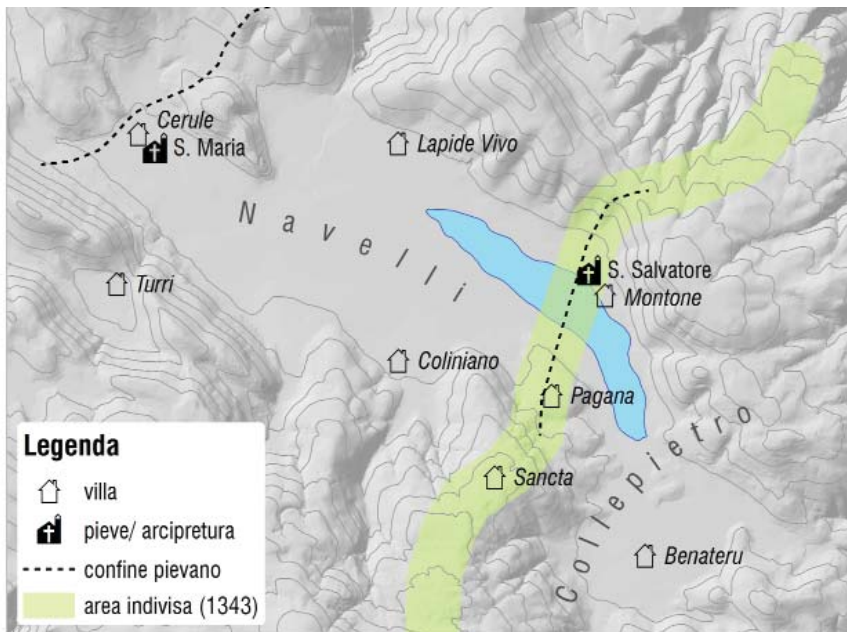 Cerule
S. Maria
Lapide Vivo
Navelli
S. Salvatore
Turri
Montone
Coliniano
Pagana
Collepietro
Sancta
Benateru
Legenda
villa
pieve/ arcipretura
confine pievano
area indivisa (1343)